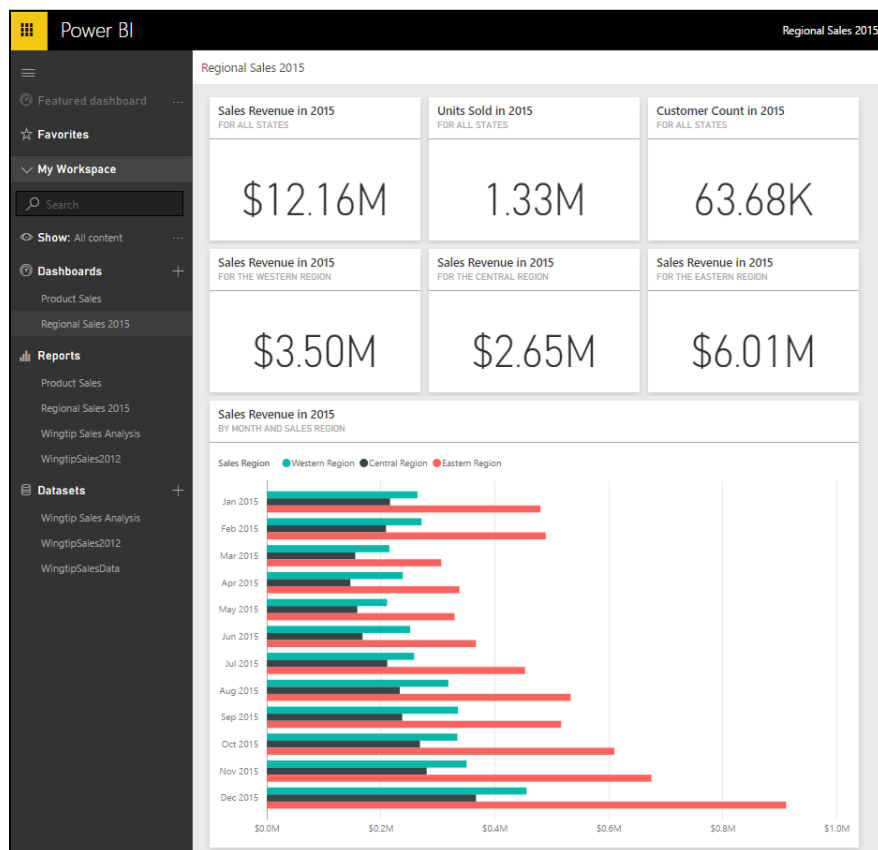 Power BI
Regional Sales 2015
Featured dashboard ...
Favorites
My Workspace
Search
Show: All content ...
Dashboards +
Product Sales
Regional Sales 2015
Reports
Product Sales
Regional Sales 2015
Wingtip Sales Analysis
WingtipSales2012
Datasets +
Wingtip Sales Analysis
WingtipSales2012
WingtipSalesData
Regional Sales 2015
Sales Revenue in 2015
FOR ALL STATES
$12.16M
Units Sold in 2015
FOR ALL STATES
1.33M
Customer Count in 2015
FOR ALL STATES
63.68K
Sales Revenue in 2015
FOR THE WESTERN REGION
$3.50M
Sales Revenue in 2015
FOR THE CENTRAL REGION
$2.65M
Sales Revenue in 2015
FOR THE EASTERN REGION
$6.01M
Sales Revenue in 2015
BY MONTH AND SALES REGION
Sales Region Western Region Central Region Eastern Region
Jan 2015
Feb 2015
Mar 2015
Apr 2015
May 2015
Jun 2015
Jul 2015
Aug 2015
Sep 2015
Oct 2015
Nov 2015
Dec 2015
$0.0M $0.2M $0.4M $0.6M $0.8M $1.0M